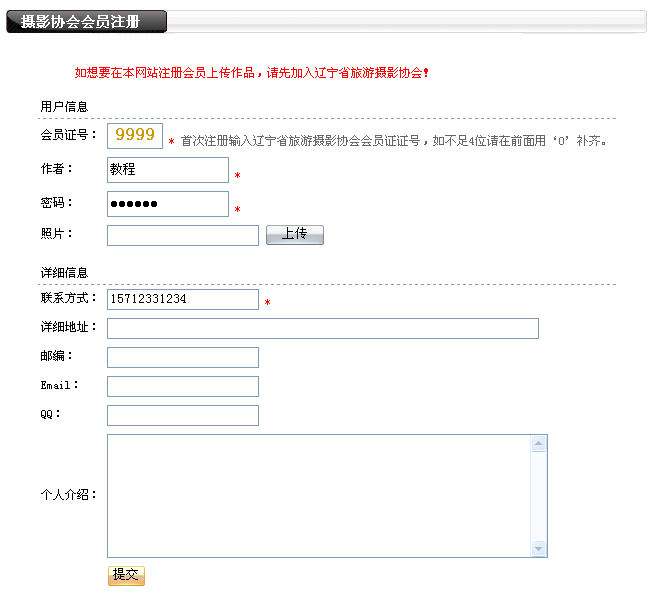 摄影协会会员注册
如想要在本网站注册会员上传作品，请先加入辽宁省旅游摄影协会！
用户信息
会员证号： 9999 * 首次注册输入辽宁省旅游摄影协会会员证证号，如不足4位请在前面用‘0’补齐。
作者： 教程 *
密码： ●●●●●● *
照片： 上传
详细信息
联系方式： 15712331234 *
详细地址：
邮编：
Email：
QQ：
个人介绍：
提交